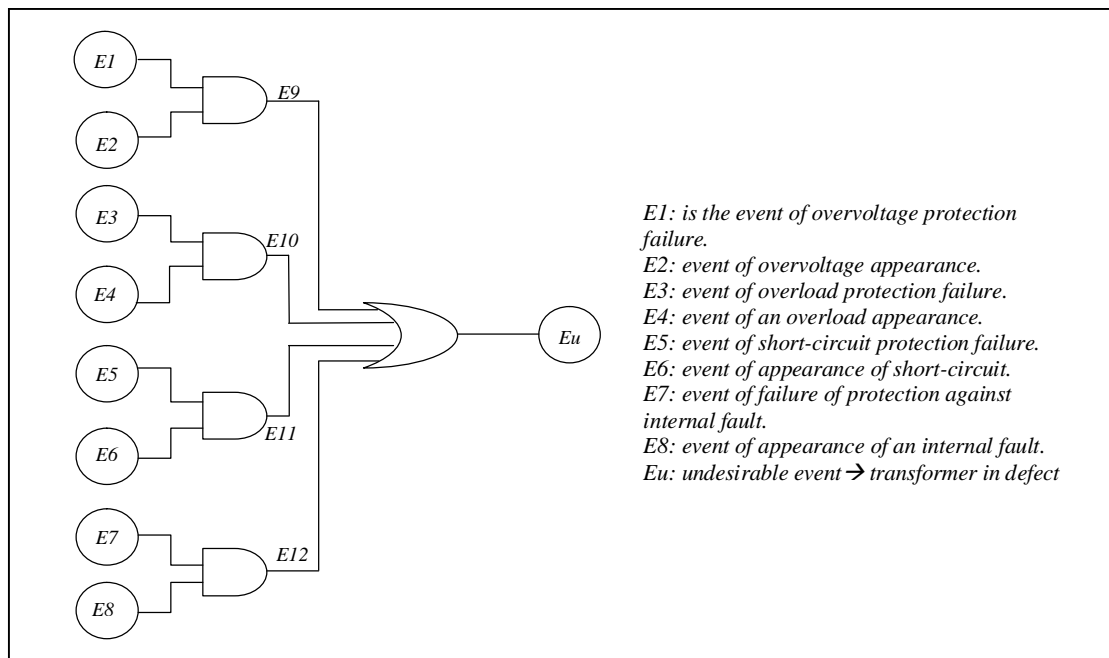 E1
E9
E2
E3
E10
E4
Eu
E5
E11
E6
E7
E12
E8
E1: is the event of overvoltage protection
failure.
E2: event of overvoltage appearance.
E3: event of overload protection failure.
E4: event of an overload appearance.
E5: event of short-circuit protection failure.
E6: event of appearance of short-circuit.
E7: event of failure of protection against
internal fault.
E8: event of appearance of an internal fault.
Eu: undesirable event → transformer in defect